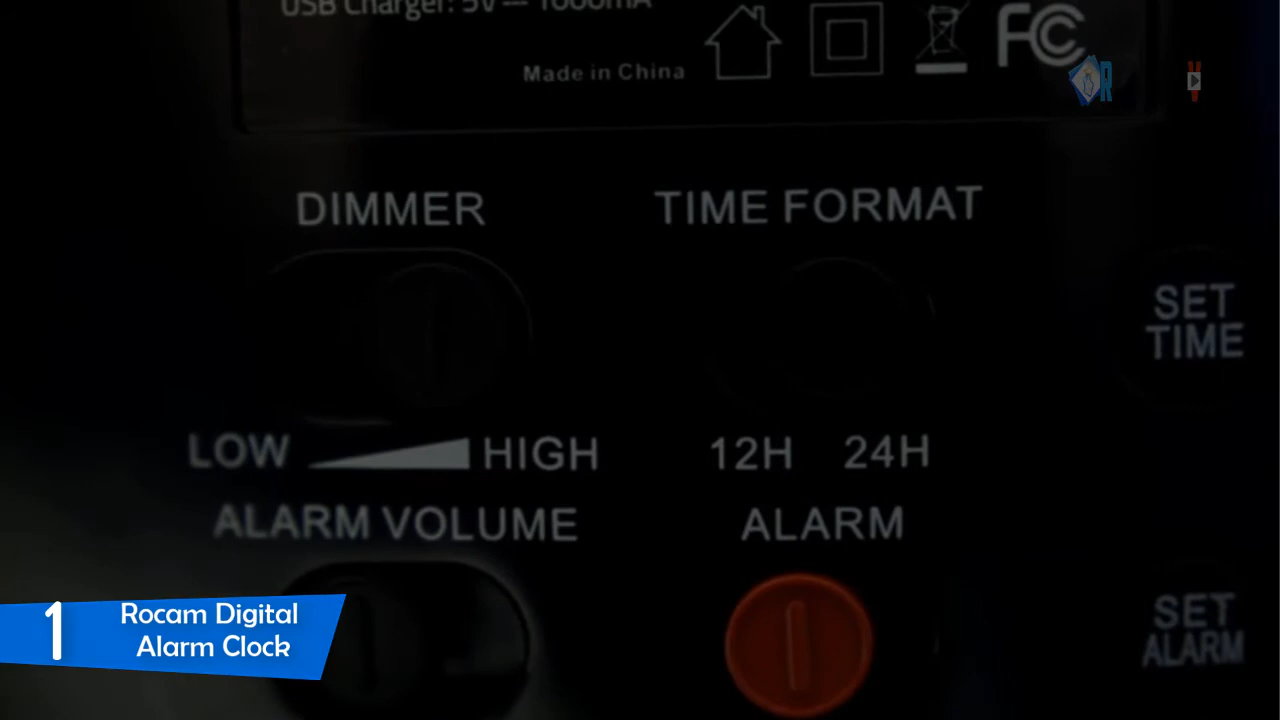 USB Charger: 5V 1000mA
Made in China
FC
R V
DIMMER TIME FORMAT
SET
TIME
LOW HIGH 12H 24H
ALARM VOLUME ALARM
SET
ALARM
1 Rocam Digital
Alarm Clock